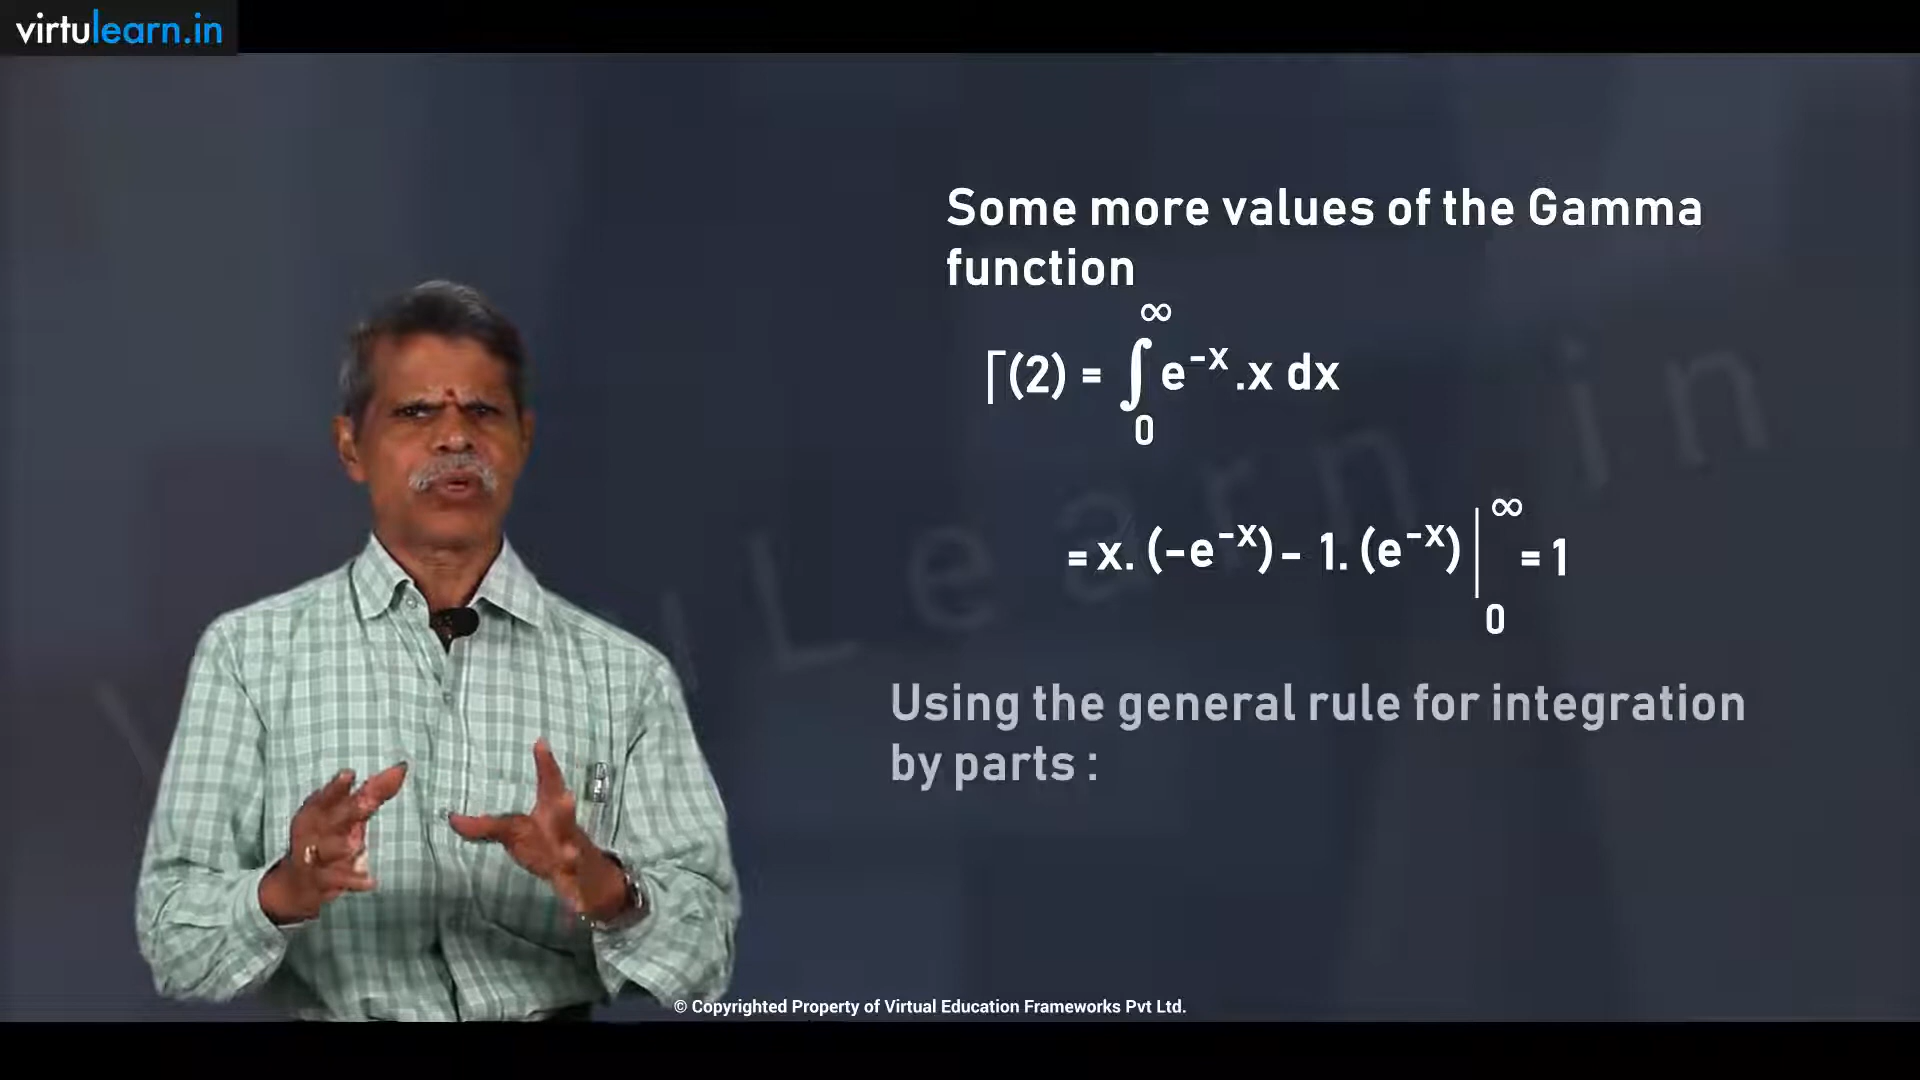 virtulearn.in
Some more values of the Gamma
function
Γ(2) = ∫₀^∞ e⁻ˣ .x dx
= x. (-e⁻ˣ) - 1. (e⁻ˣ) |₀^∞ = 1
Using the general rule for integration
by parts :
© Copyrighted Property of Virtual Education Frameworks Pvt Ltd.